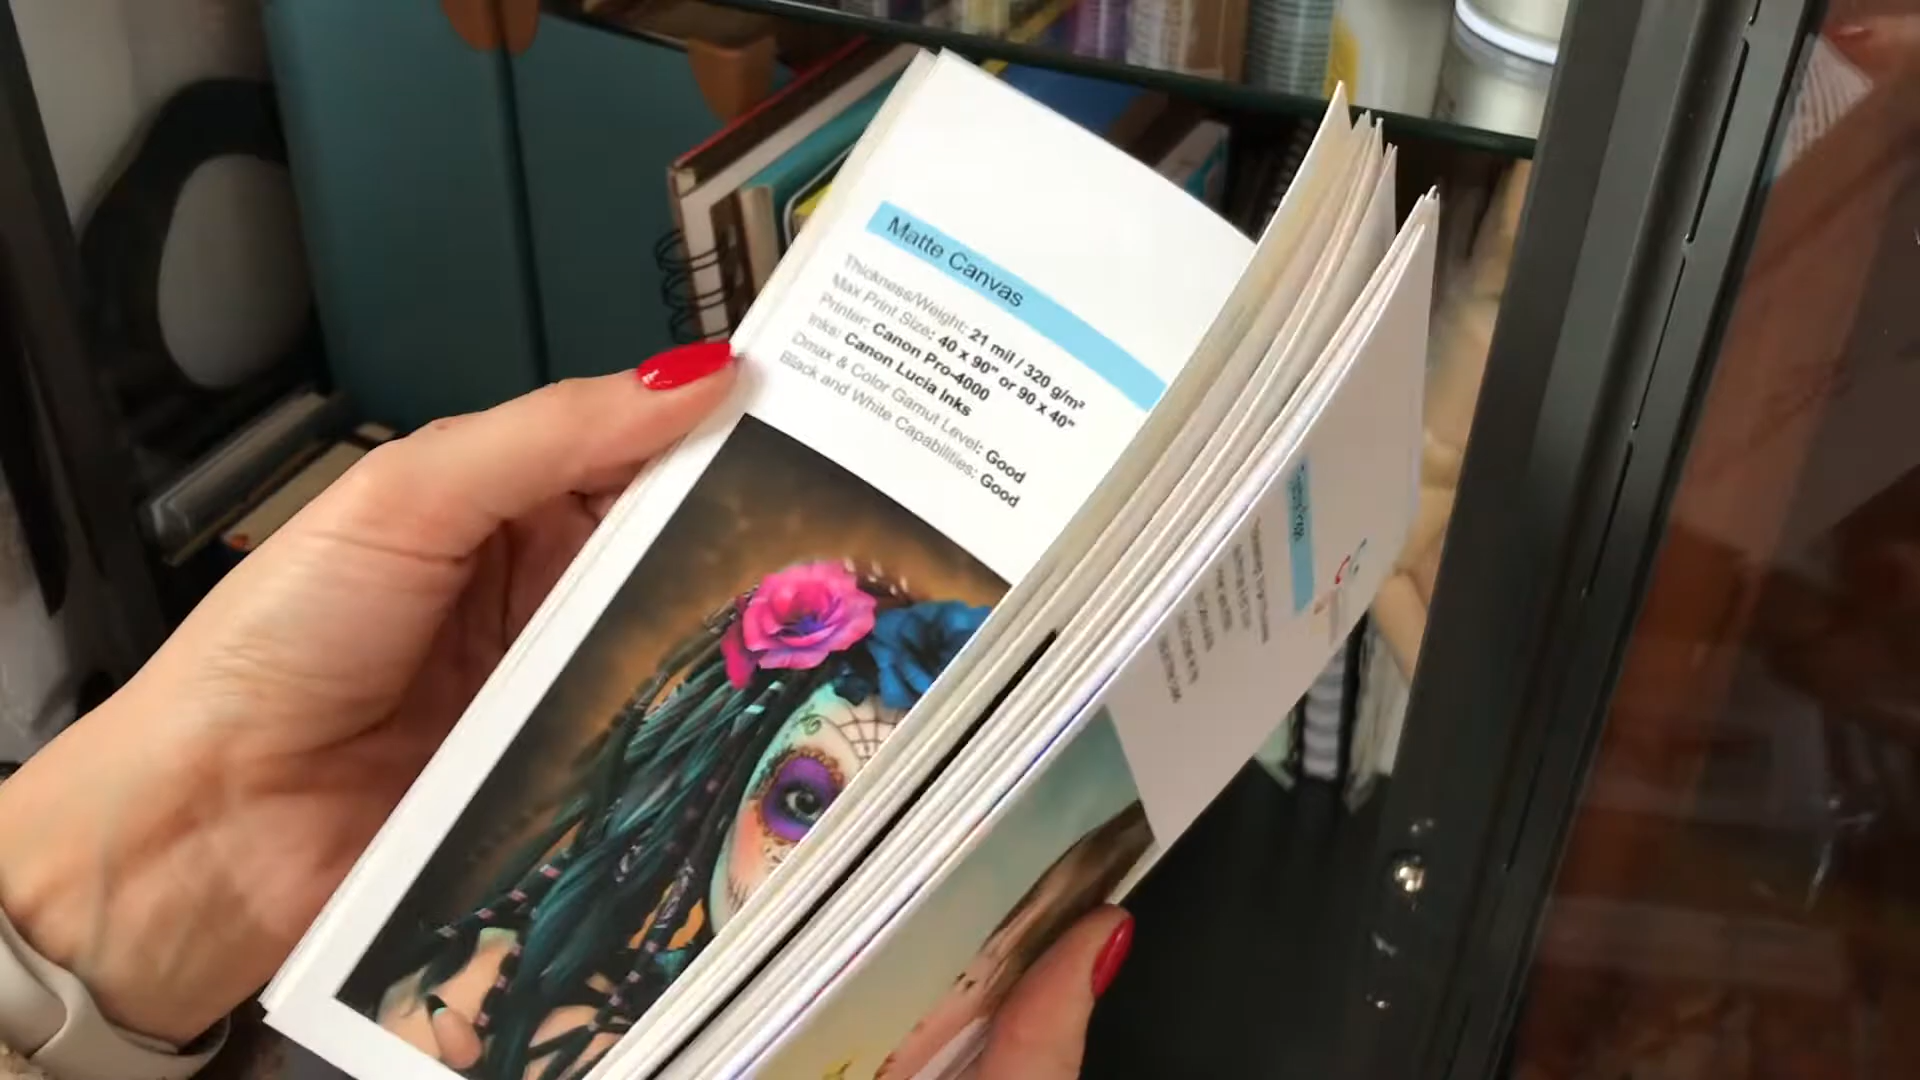 Matte Canvas
Thickness/Weight: 21 mil / 320 g/m²
Max Print Size: 40 x 90" or 90 x 40"
Printer: Canon Pro-4000
Inks: Canon Lucia Inks
Dmax & Color Gamut Level: Good
Black and White Capabilities: Good